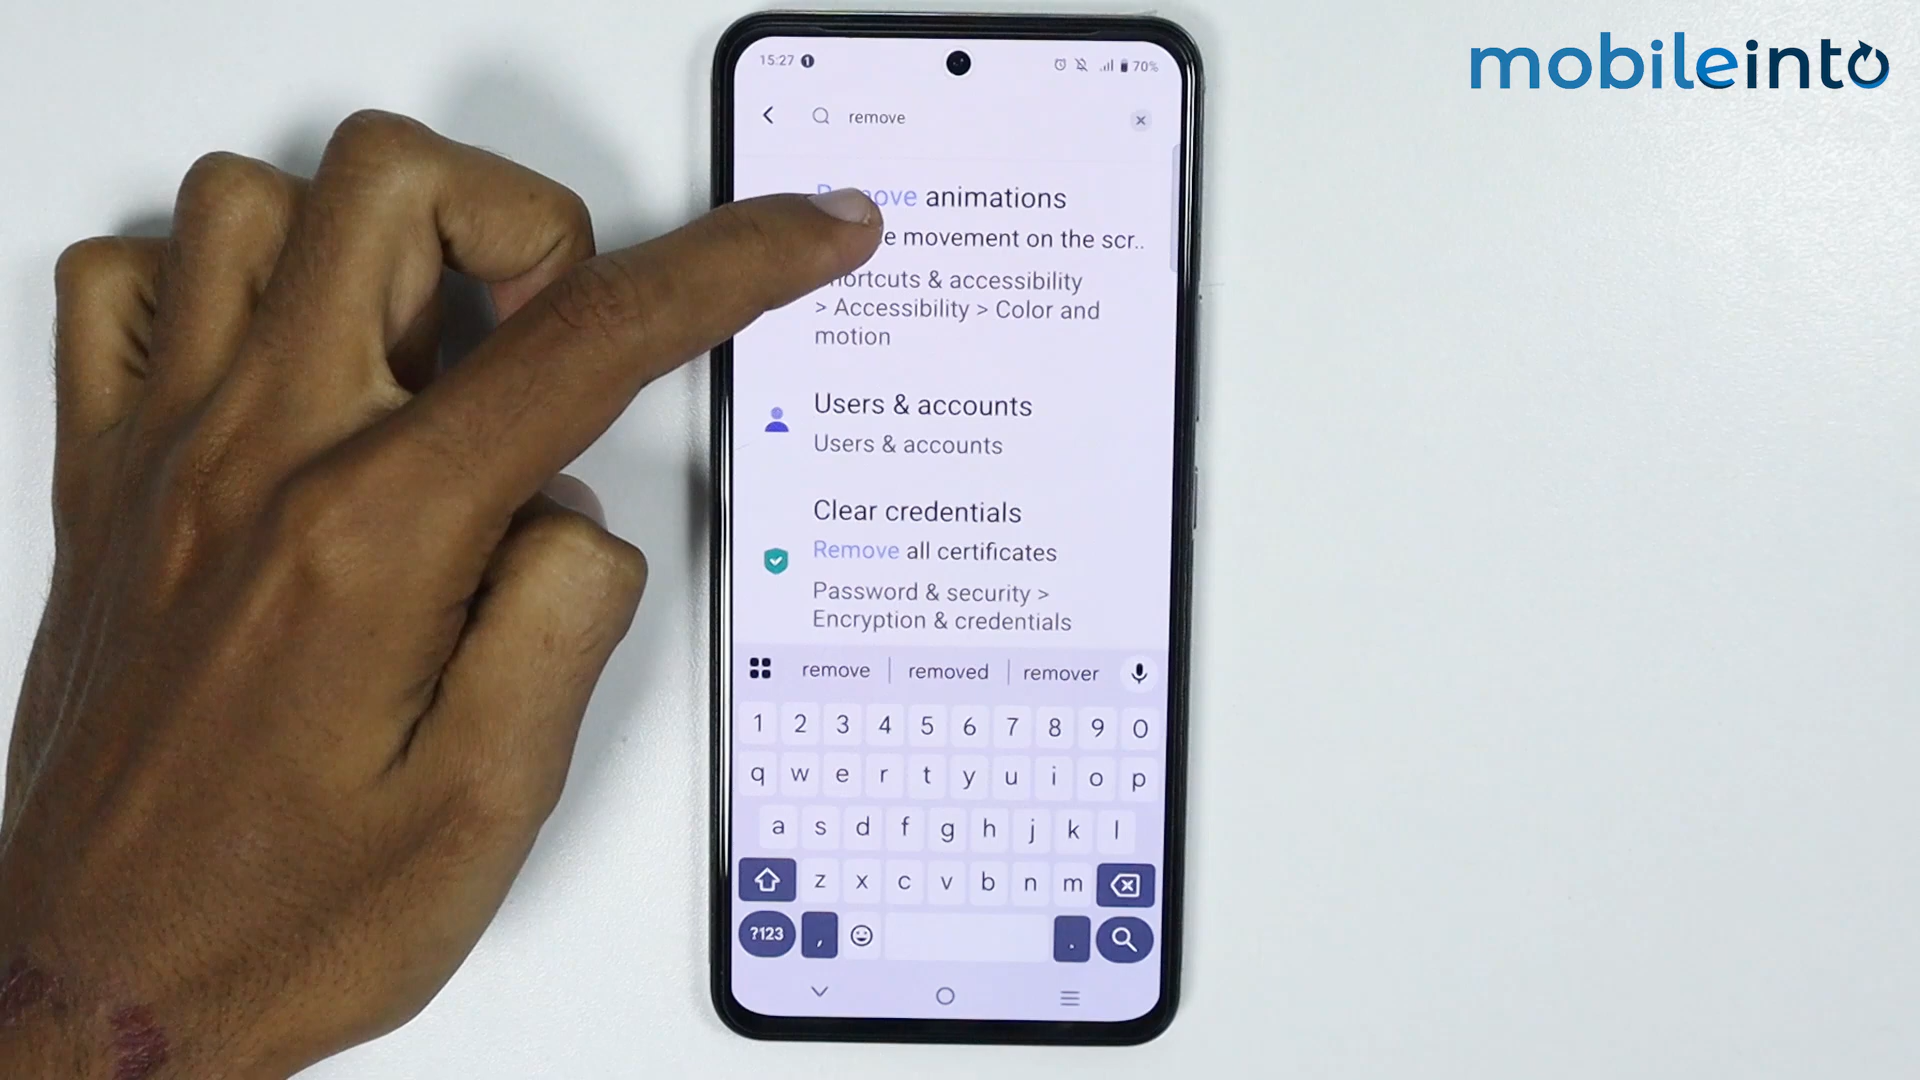 mobileinto
15:27 1
70%
remove
animations
movement on the scr..
& accessibility
> Accessibility > Color and
motion
Users & accounts
Users & accounts
Clear credentials
Remove all certificates
Password & security >
Encryption & credentials
remove removed remover
1 2 3 4 5 6 7 8 9 0
q w e r t y u i o p
a s d f g h j k l
z x c v b n m
?123 , .